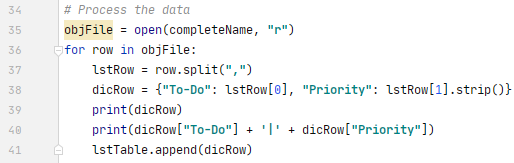 34 # Process the data
35 objFile = open(completeName, "r")
36 for row in objFile:
37 lstRow = row.split(",")
38 dicRow = {"To-Do": lstRow[0], "Priority": lstRow[1].strip()}
39 print(dicRow)
40 print(dicRow["To-Do"] + '|' + dicRow["Priority"])
41 lstTable.append(dicRow)